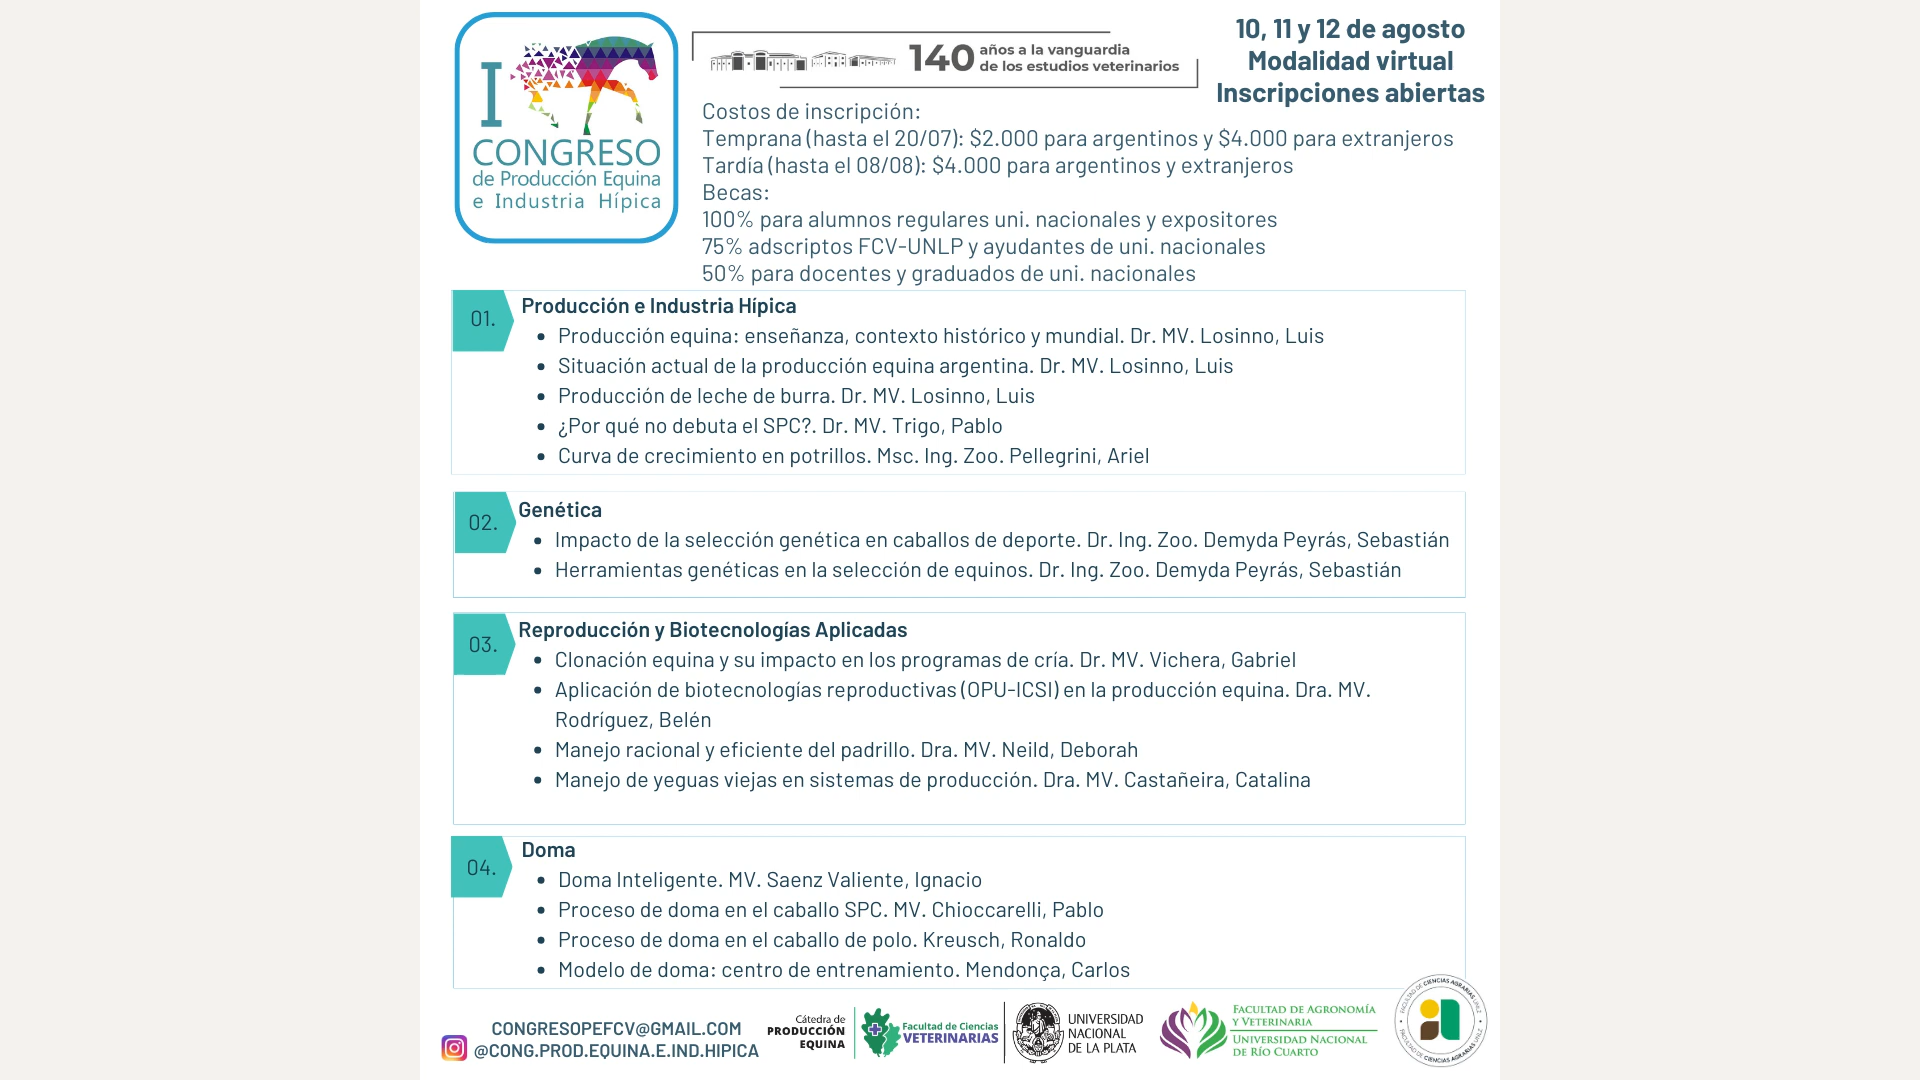 I
CONGRESO
de Producción Equina
e Industria Hípica
140 años a la vanguardia
de los estudios veterinarios
10, 11 y 12 de agosto
Modalidad virtual
Inscripciones abiertas
Costos de inscripción:
Temprana (hasta el 20/07): $2.000 para argentinos y $4.000 para extranjeros
Tardía (hasta el 08/08): $4.000 para argentinos y extranjeros
Becas:
100% para alumnos regulares uni. nacionales y expositores
75% adscriptos FCV-UNLP y ayudantes de uni. nacionales
50% para docentes y graduados de uni. nacionales
01.
Producción e Industria Hípica
• Producción equina: enseñanza, contexto histórico y mundial. Dr. MV. Losinno, Luis
• Situación actual de la producción equina argentina. Dr. MV. Losinno, Luis
• Producción de leche de burra. Dr. MV. Losinno, Luis
• ¿Por qué no debuta el SPC?. Dr. MV. Trigo, Pablo
• Curva de crecimiento en potrillos. Msc. Ing. Zoo. Pellegrini, Ariel
02.
Genética
• Impacto de la selección genética en caballos de deporte. Dr. Ing. Zoo. Demyda Peyrás, Sebastián
• Herramientas genéticas en la selección de equinos. Dr. Ing. Zoo. Demyda Peyrás, Sebastián
03.
Reproducción y Biotecnologías Aplicadas
• Clonación equina y su impacto en los programas de cría. Dr. MV. Vichera, Gabriel
• Aplicación de biotecnologías reproductivas (OPU-ICSI) en la producción equina. Dra. MV.
Rodríguez, Belén
• Manejo racional y eficiente del padrillo. Dra. MV. Neild, Deborah
• Manejo de yeguas viejas en sistemas de producción. Dra. MV. Castañeira, Catalina
04.
Doma
• Doma Inteligente. MV. Saenz Valiente, Ignacio
• Proceso de doma en el caballo SPC. MV. Chioccarelli, Pablo
• Proceso de doma en el caballo de polo. Kreusch, Ronaldo
• Modelo de doma: centro de entrenamiento. Mendonça, Carlos
CONGRESOPEFCV@GMAIL.COM
@CONG.PROD.EQUINA.E.IND.HIPICA
Cátedra de
PRODUCCIÓN
EQUINA
Facultad de Ciencias
VETERINARIAS
UNIVERSIDAD
NACIONAL
DE LA PLATA
FACULTAD DE AGRONOMÍA
Y VETERINARIA
UNIVERSIDAD NACIONAL
DE RÍO CUARTO
FACULTAD DE CIENCIAS AGRARIAS UNLZ
FACULTAD DE CIENCIAS AGRARIAS UNLZ